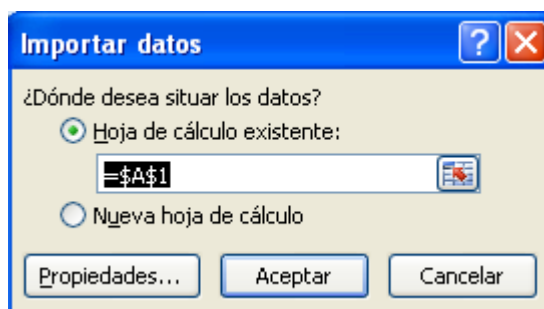 Importar datos
¿Dónde desea situar los datos?
Hoja de cálculo existente:
=$A$1
Nueva hoja de cálculo
Propiedades... Aceptar Cancelar